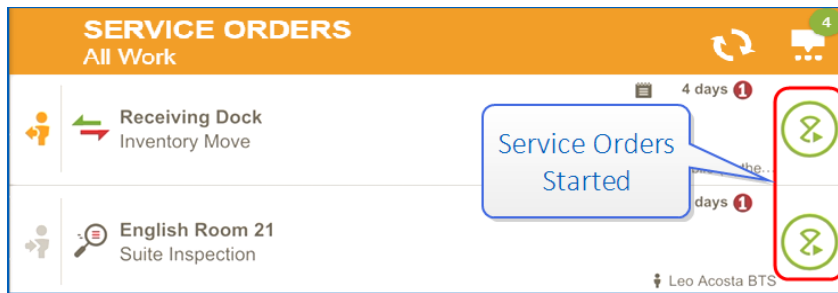 SERVICE ORDERS
All Work
4
Receiving Dock
Inventory Move
4 days 1
Service Orders
Started
the...
English Room 21
Suite Inspection
days 1
Leo Acosta BTS